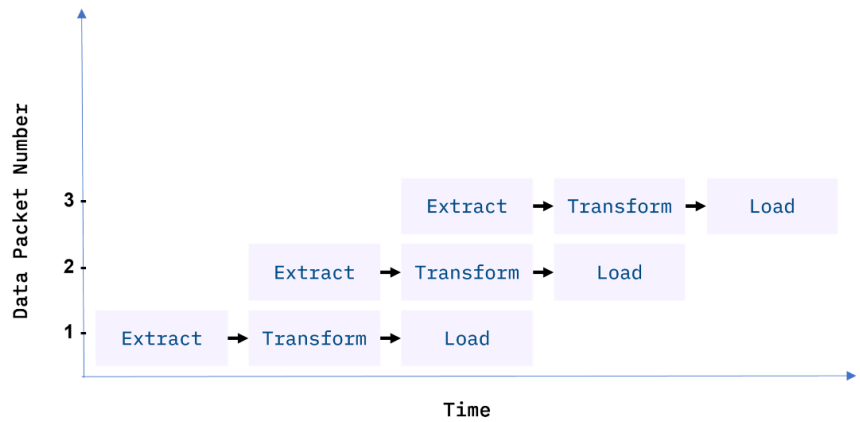 Data Packet Number
3
Extract Transform Load
2
Extract Transform Load
1
Extract Transform Load
Time